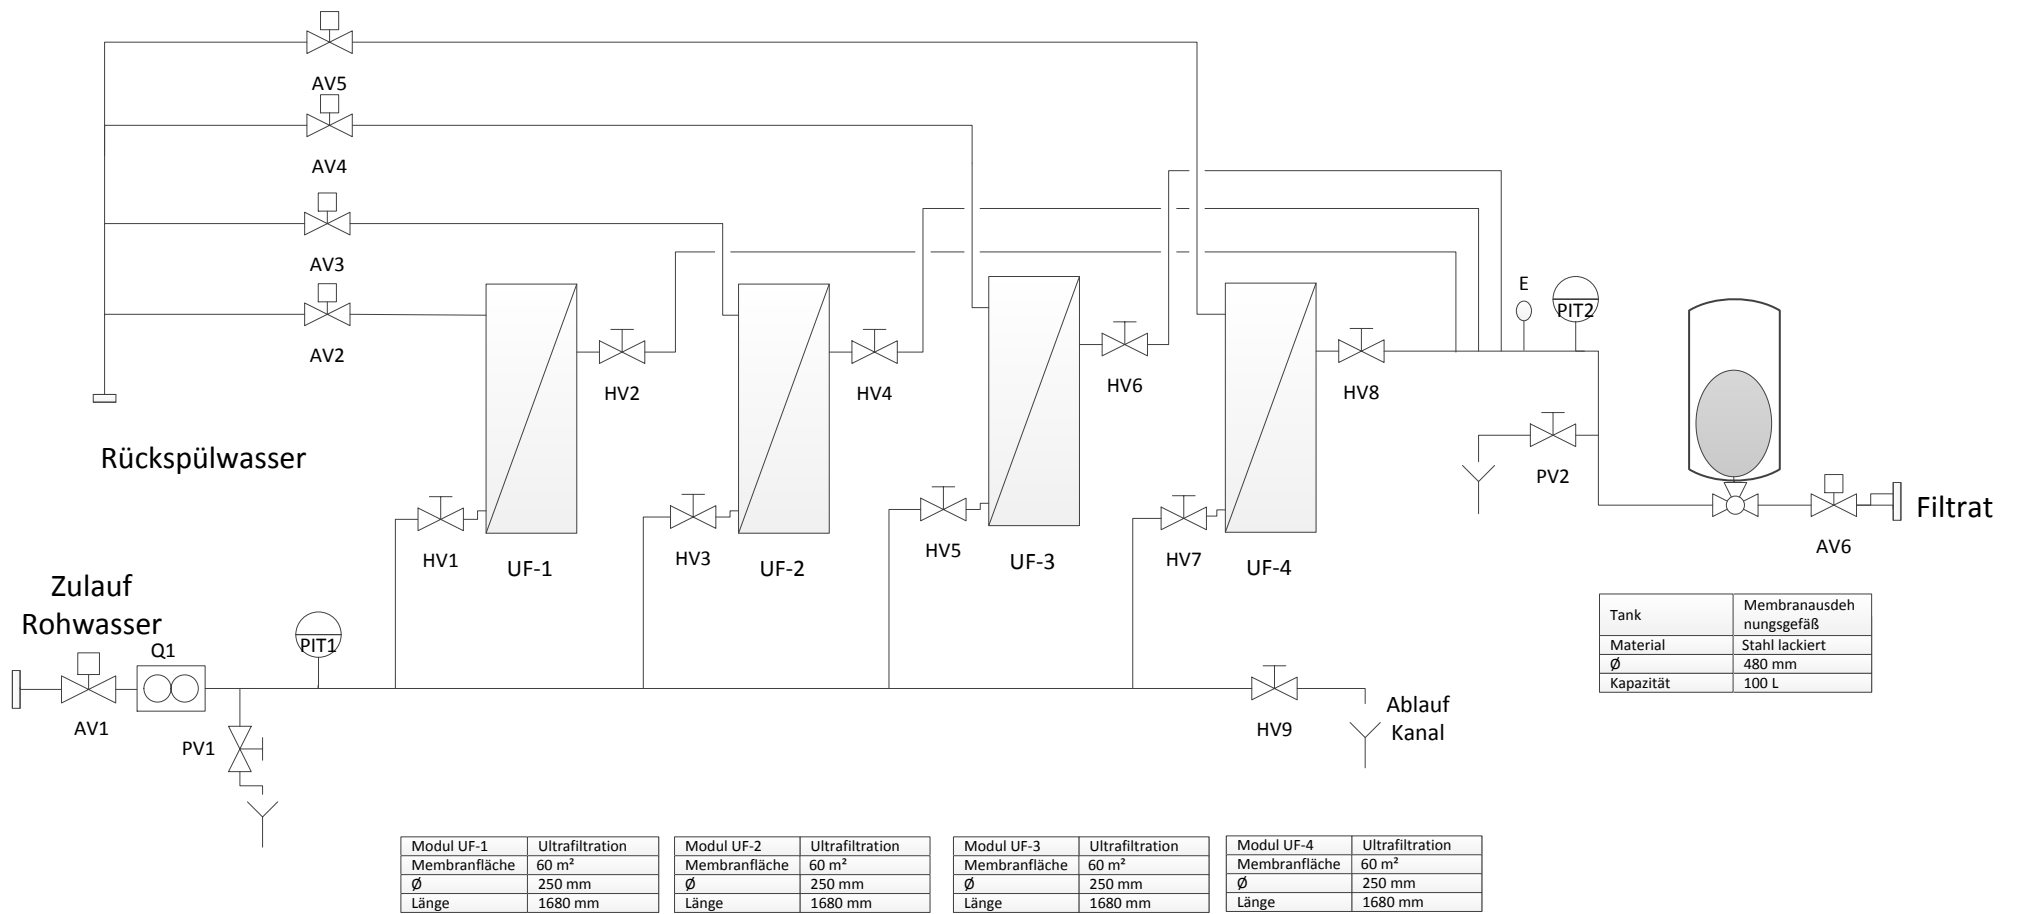 AV5
AV4
AV3
AV2
E
PIT2
HV2
HV4
HV6
HV8
Rückspülwasser
PV2
Filtrat
AV6
HV1
UF-1
HV3
UF-2
HV5
UF-3
HV7
UF-4
Zulauf
Rohwasser
Q1
PIT1
AV1
PV1
HV9
Ablauf
Kanal
Tank Membranausdeh
nungsgefäß
Material Stahl lackiert
Ø 480 mm
Kapazität 100 L
Modul UF-1 Ultrafiltration
Membranfläche 60 m²
Ø 250 mm
Länge 1680 mm
Modul UF-2 Ultrafiltration
Membranfläche 60 m²
Ø 250 mm
Länge 1680 mm
Modul UF-3 Ultrafiltration
Membranfläche 60 m²
Ø 250 mm
Länge 1680 mm
Modul UF-4 Ultrafiltration
Membranfläche 60 m²
Ø 250 mm
Länge 1680 mm